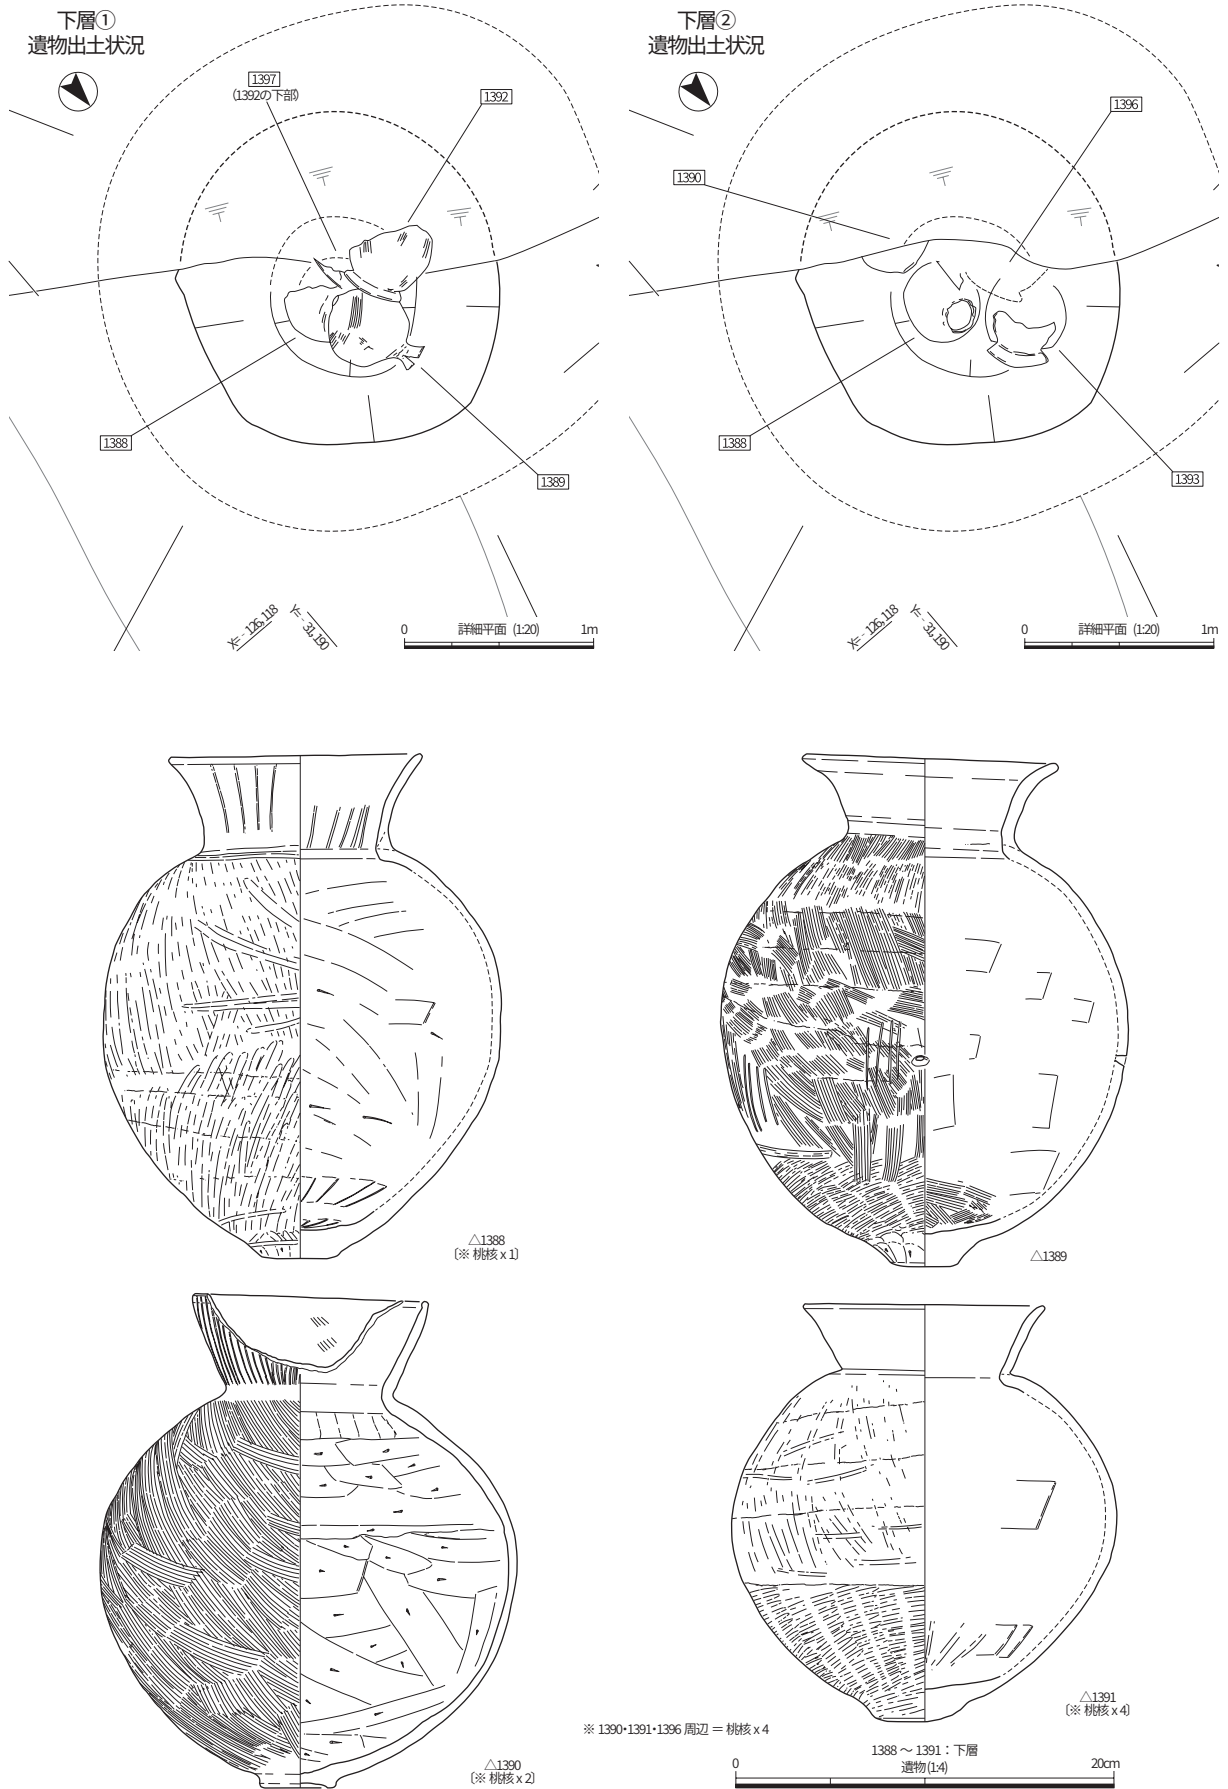 下層①
遺物出土状況
1397
（1392の下部）
1392
1388
1389
X=-126,118
Y=-31,190
0 詳細平面 (1:20) 1m
下層②
遺物出土状況
1396
1390
1388
1393
X=-126,118
Y=-31,190
0 詳細平面 (1:20) 1m
△1388
〔※ 桃核 x 1〕
△1389
△1390
〔※ 桃核 x 2〕
△1391
〔※ 桃核 x 4〕
※ 1390・1391・1396 周辺 ＝ 桃核 x 4
1388 ～ 1391：下層
遺物 (1:4)
0 20cm